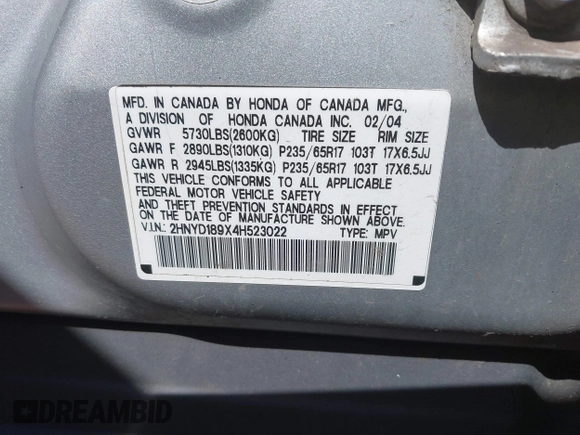 MFD. IN CANADA BY HONDA OF CANADA MFG.,
A DIVISION OF HONDA CANADA INC. 02/04
GVWR 5730LBS(2600KG) TIRE SIZE RIM SIZE
GAWR F 2890LBS(1310KG) P235/65R17 103T 17X6.5JJ
GAWR R 2945LBS(1335KG) P235/65R17 103T 17X6.5JJ
THIS VEHICLE CONFORMS TO ALL APPLICABLE
FEDERAL MOTOR VEHICLE SAFETY
AND THEFT PREVENTION STANDARDS IN EFFECT
ON THE DATE OF MANUFACTURE SHOWN ABOVE.
V.I.N.: 2HNYD189X4H523022 TYPE: MPV
DREAMBID